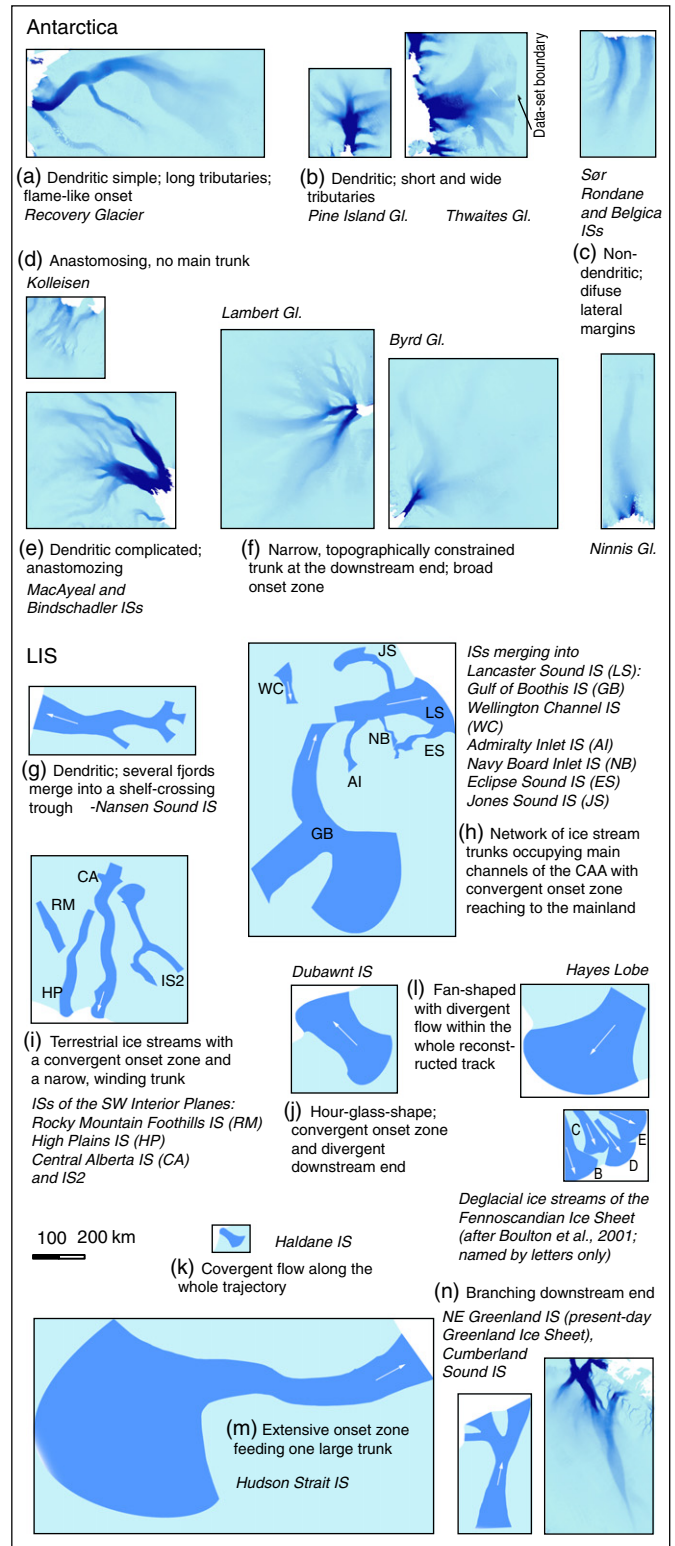 Antarctica
Data-set boundary
(a) Dendritic simple; long tributaries;
flame-like onset
Recovery Glacier
(b) Dendritic; short and wide
tributaries
Pine Island Gl.
Thwaites Gl.
Sør
Rondane
and Belgica
ISs
(c) Non-
dendritic;
difuse
lateral
margins
Ninnis Gl.
(d) Anastomosing, no main trunk
Kolleisen
Lambert Gl.
Byrd Gl.
(e) Dendritic complicated;
anastomozing
MacAyeal and
Bindschadler ISs
(f) Narrow, topographically constrained
trunk at the downstream end; broad
onset zone
LIS
(g) Dendritic; several fjords
merge into a shelf-crossing
trough -Nansen Sound IS
JS
WC
LS
NB
ES
AI
GB
ISs merging into
Lancaster Sound IS (LS):
Gulf of Boothis IS (GB)
Wellington Channel IS
(WC)
Admiralty Inlet IS (AI)
Navy Board Inlet IS (NB)
Eclipse Sound IS (ES)
Jones Sound IS (JS)
(h) Network of ice stream
trunks occupying main
channels of the CAA with
convergent onset zone
reaching to the mainland
CA
RM
HP
IS2
(i) Terrestrial ice streams with
a convergent onset zone and
a narrow, winding trunk
ISs of the SW Interior Planes:
Rocky Mountain Foothills IS (RM)
High Plains IS (HP)
Central Alberta IS (CA)
and IS2
Dubawnt IS
(j) Hour-glass-shape;
convergent onset zone
and divergent
downstream end
Hayes Lobe
(l) Fan-shaped
with divergent
flow within the
whole reconst-
ructed track
C
E
D
B
Deglacial ice streams of the
Fennoscandian Ice Sheet
(after Boulton et al., 2001;
named by letters only)
100 200 km
Haldane IS
(k) Covergent flow along the
whole trajectory
(m) Extensive onset zone
feeding one large trunk
Hudson Strait IS
(n) Branching downstream end
NE Greenland IS (present-day
Greenland Ice Sheet),
Cumberland
Sound IS